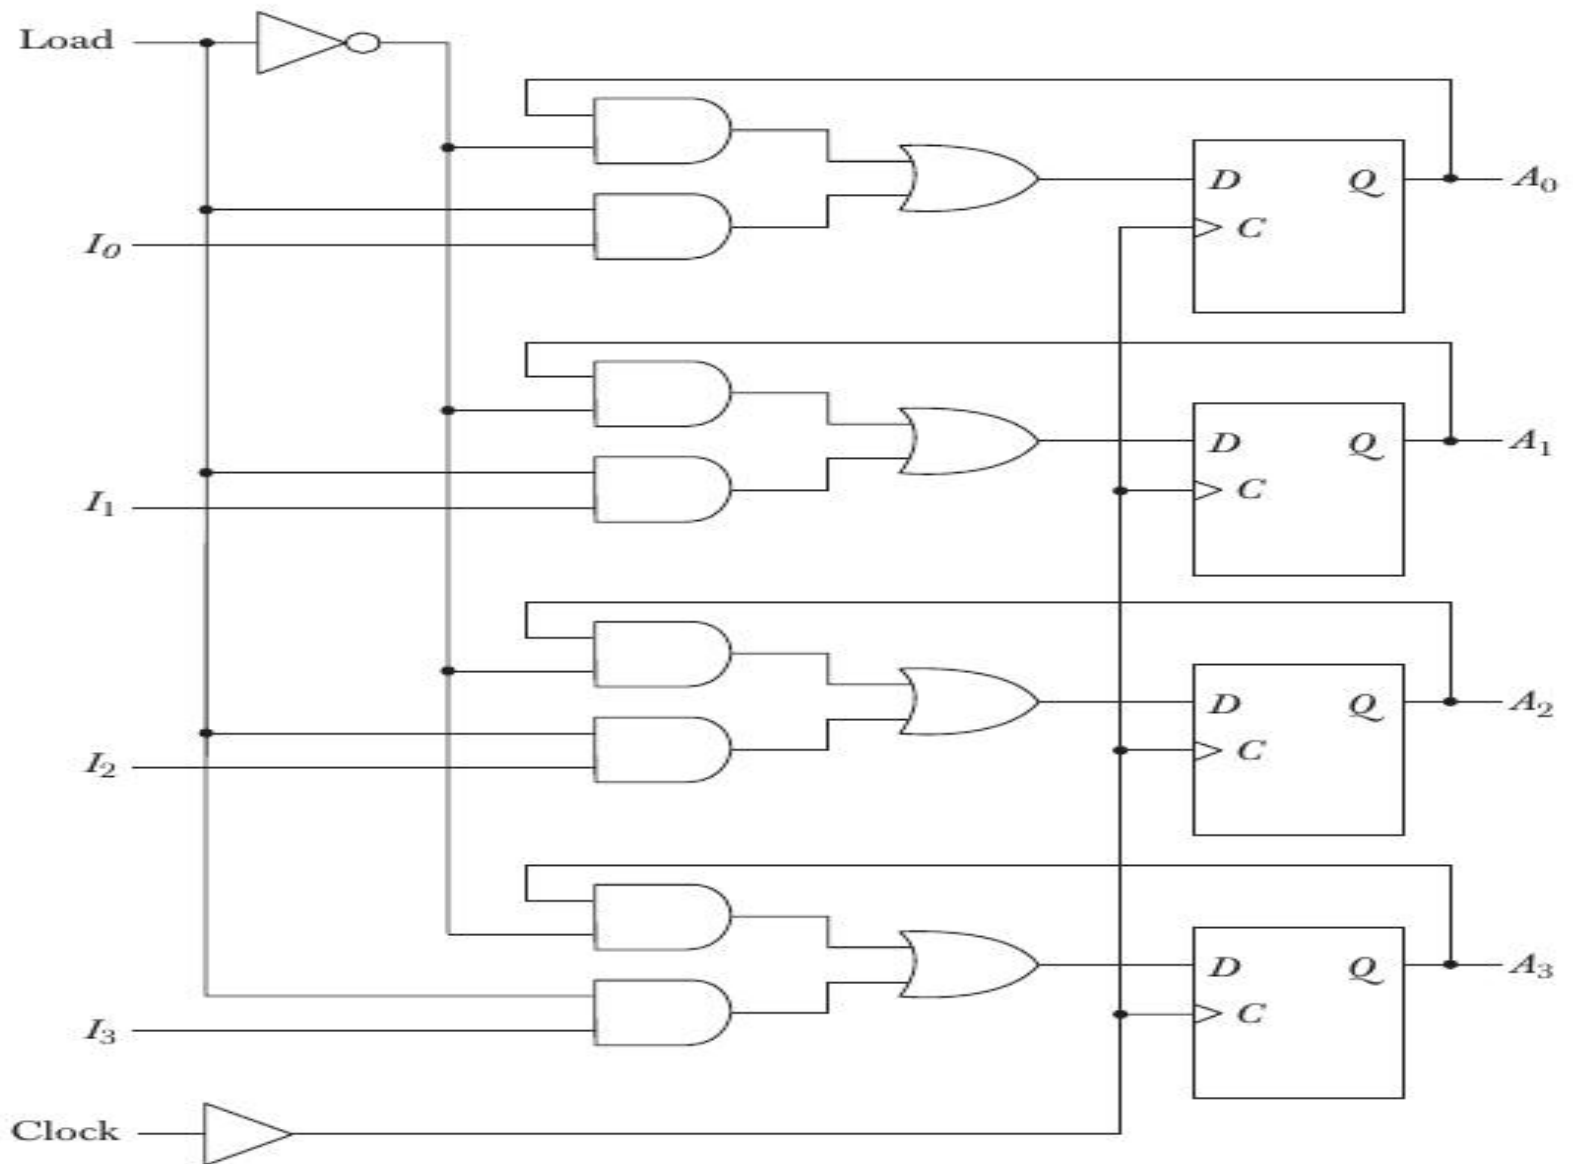 Load
I₀
D Q A₀
C
I₁
D Q A₁
C
I₂
D Q A₂
C
I₃
D Q A₃
C
Clock